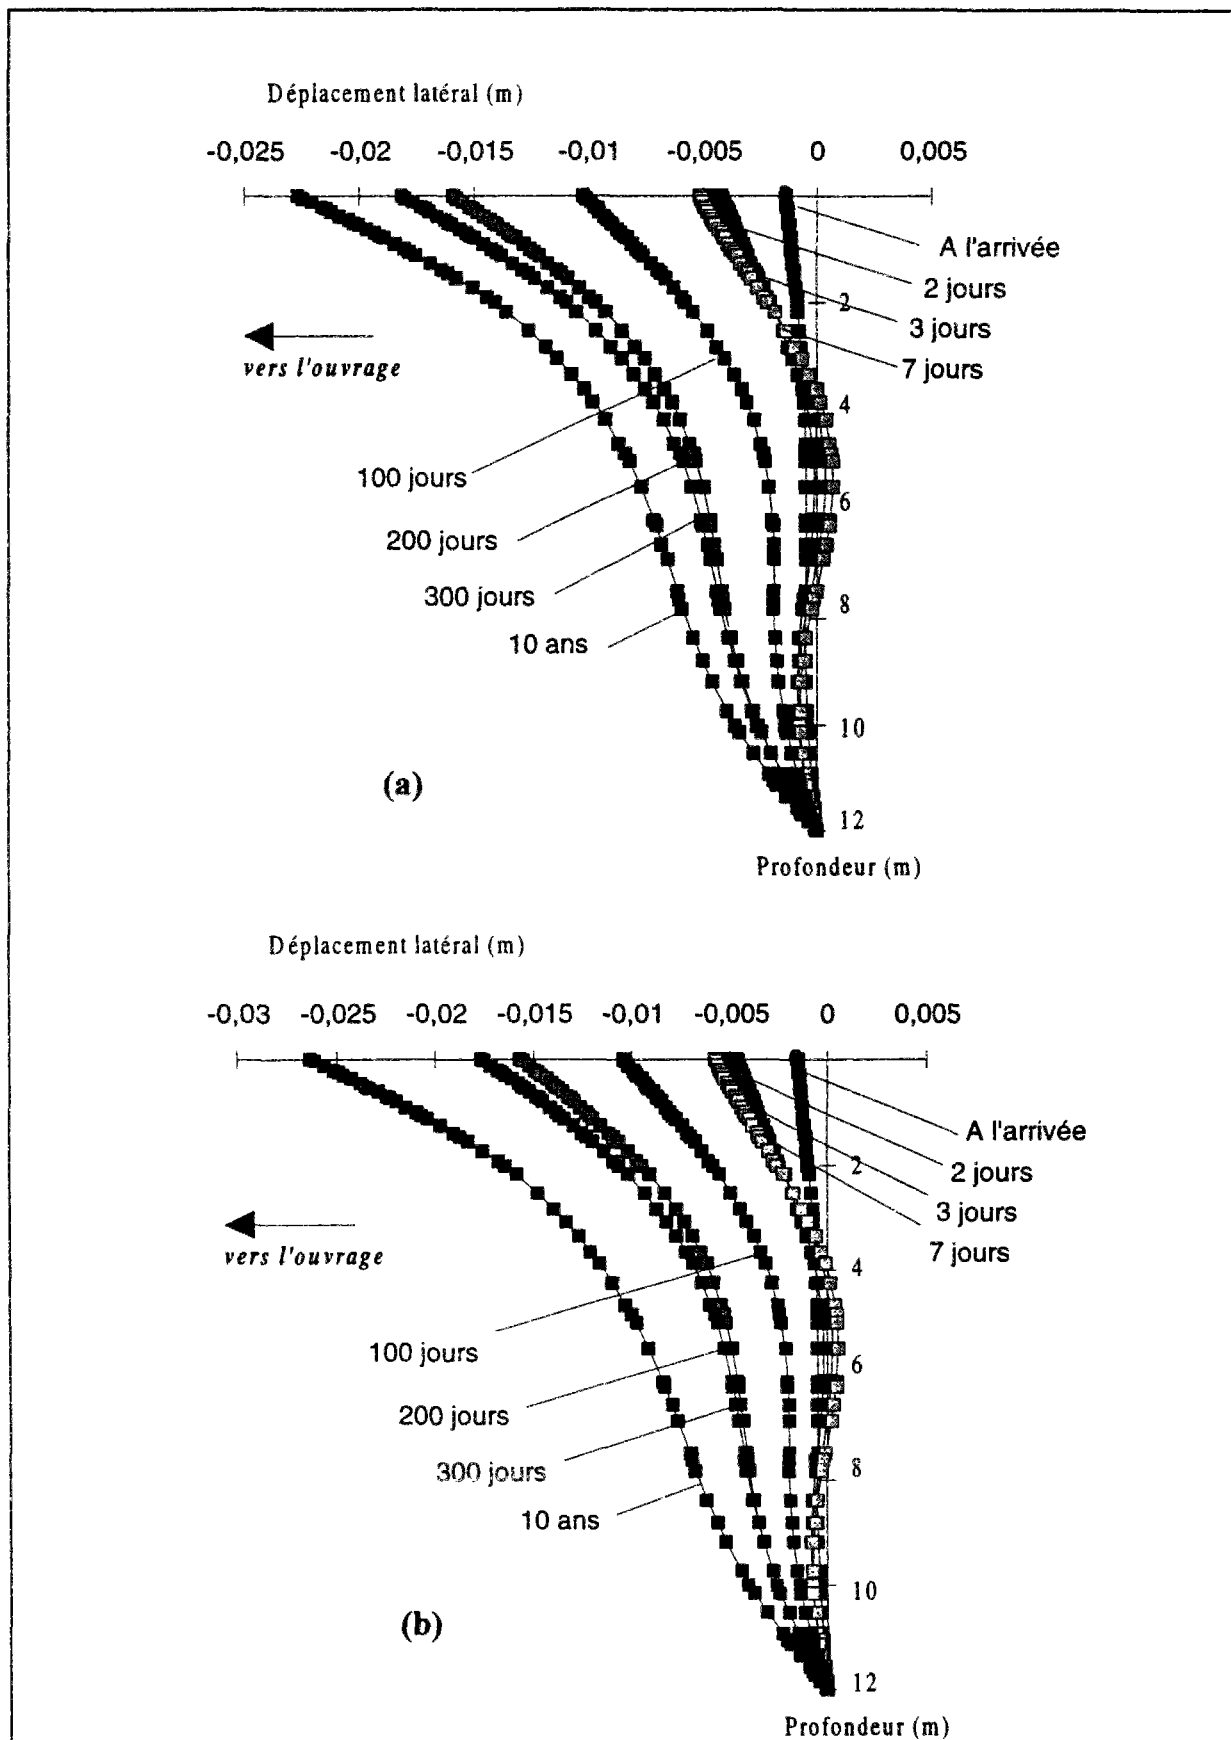 Déplacement latéral (m)
-0,025 -0,02 -0,015 -0,01 -0,005 0 0,005
A l'arrivée
2 jours
2
3 jours
vers l'ouvrage
7 jours
4
100 jours
6
200 jours
300 jours
8
10 ans
10
(a)
12
Profondeur (m)
Déplacement latéral (m)
-0,03 -0,025 -0,02 -0,015 -0,01 -0,005 0 0,005
A l'arrivée
2
2 jours
3 jours
vers l'ouvrage
7 jours
4
100 jours
6
200 jours
300 jours
8
10 ans
10
(b)
12
Profondeur (m)